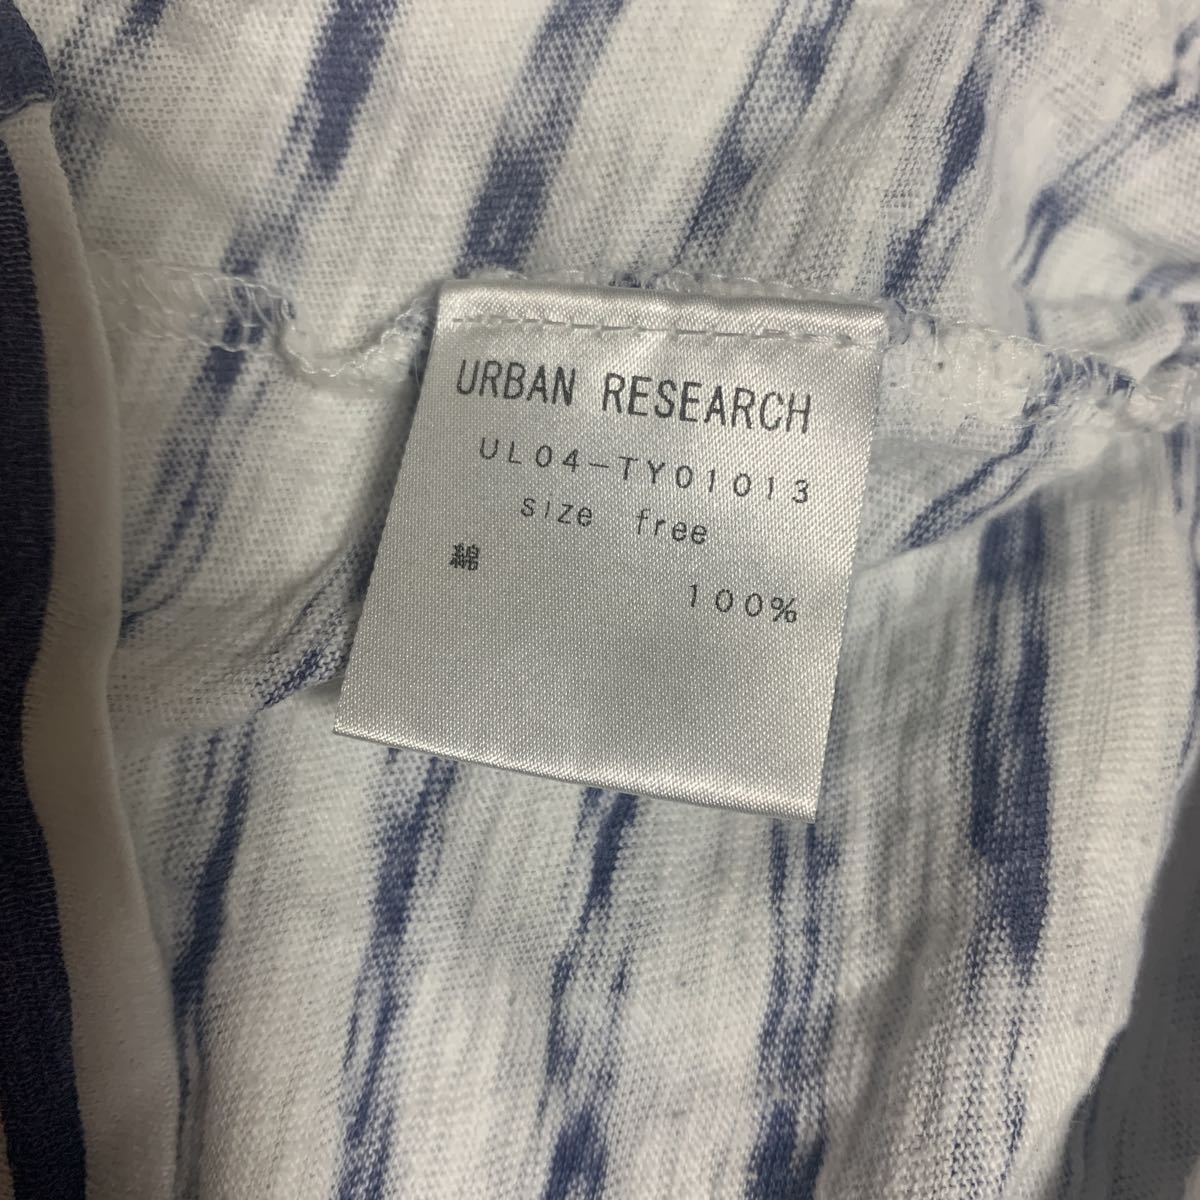 URBAN RESEARCH
UL04-TY01013
size free
綿 100%